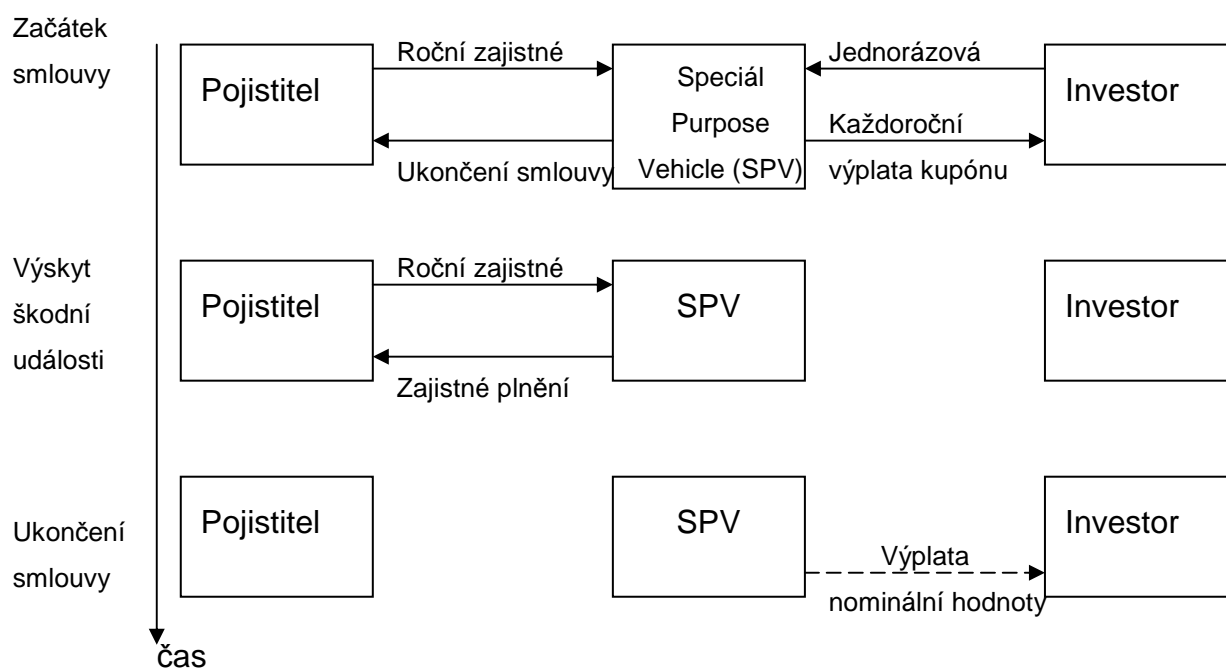 Začátek
smlouvy
Pojistitel
Roční zajistné
Ukončení smlouvy
Speciál
Purpose
Vehicle (SPV)
Jednorázová
Každoroční
výplata kupónu
Investor
Výskyt
škodní
události
Pojistitel
Roční zajistné
Zajistné plnění
SPV
Investor
Ukončení
smlouvy
Pojistitel
SPV
Výplata
nominální hodnoty
Investor
čas